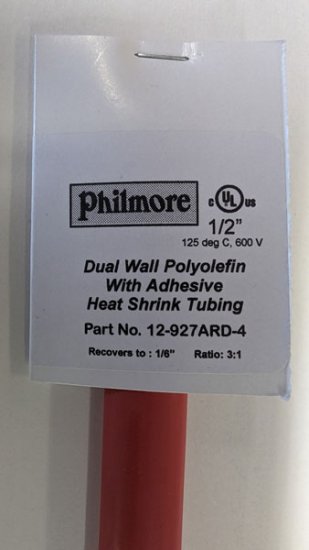 Philmore
C UL US
1/2"
125 deg C, 600 V
Dual Wall Polyolefin
With Adhesive
Heat Shrink Tubing
Part No. 12-927ARD-4
Recovers to : 1/6" Ratio: 3:1